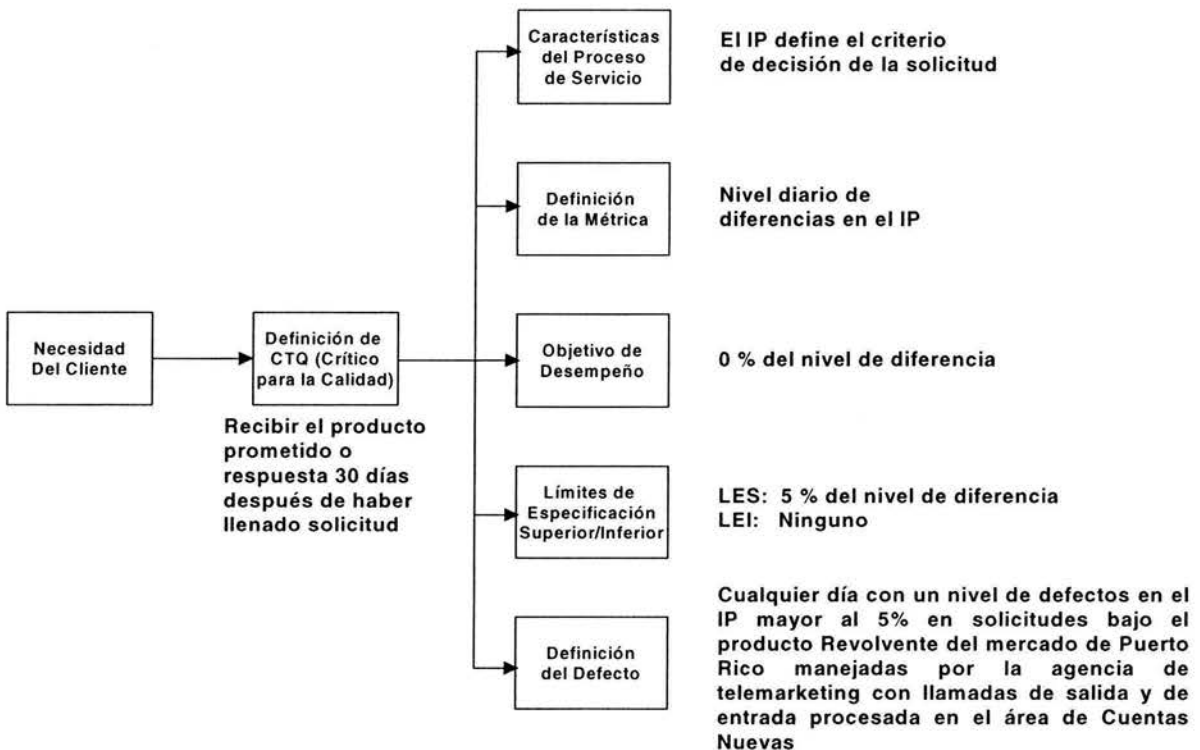 Características
del Proceso
de Servicio
El IP define el criterio
de decisión de la solicitud
Definición
de la Métrica
Nivel diario de
diferencias en el IP
Necesidad
Del Cliente
Definición de
CTQ (Crítico
para la Calidad)
Recibir el producto
prometido o
respuesta 30 días
después de haber
llenado solicitud
Objetivo de
Desempeño
0 % del nivel de diferencia
Límites de
Especificación
Superior/Inferior
LES: 5 % del nivel de diferencia
LEI: Ninguno
Definición
del Defecto
Cualquier día con un nivel de defectos en el
IP mayor al 5% en solicitudes bajo el
producto Revolvente del mercado de Puerto
Rico manejadas por la agencia de
telemarketing con llamadas de salida y de
entrada procesada en el área de Cuentas
Nuevas